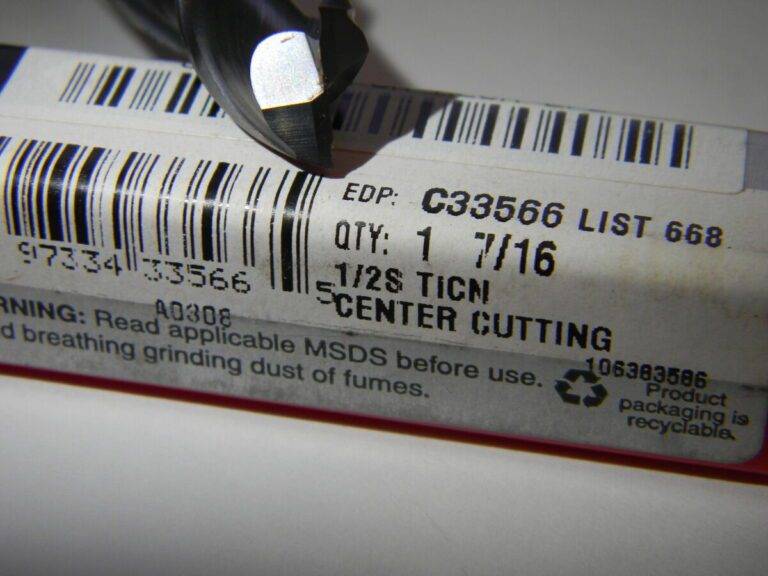 EDP: C33566 LIST 668
QTY: 1 7/16
1/2S TiCN
CENTER CUTTING
97334 33566 5
A0308
106383586
RNING: Read applicable MSDS before use.
d breathing grinding dust of fumes.
Product
packaging is
recyclable.